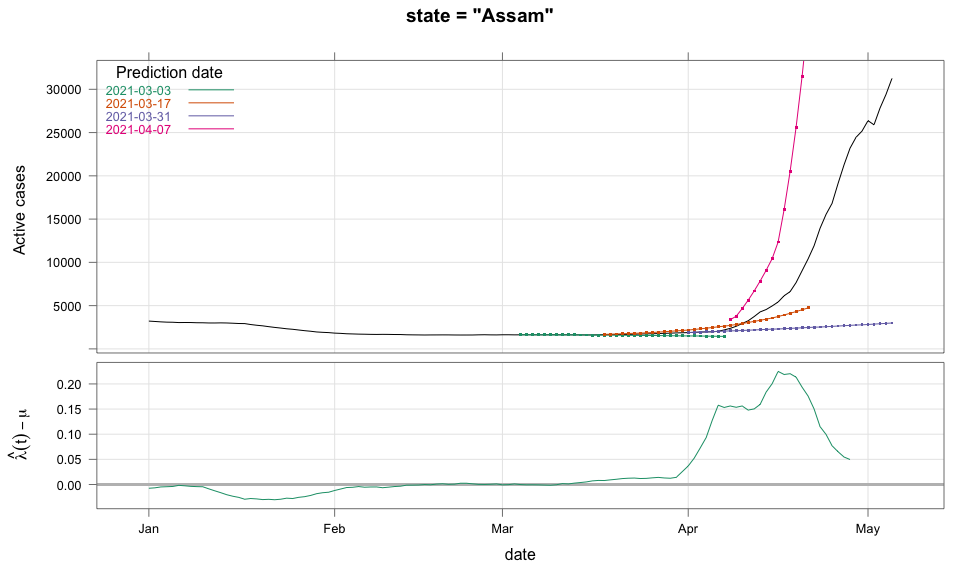 state = "Assam"
Prediction date
2021-03-03
2021-03-17
2021-03-31
2021-04-07
Active cases
30000
25000
20000
15000
10000
5000
λ̂(t) − μ
0.20
0.15
0.10
0.05
0.00
Jan Feb Mar Apr May
date